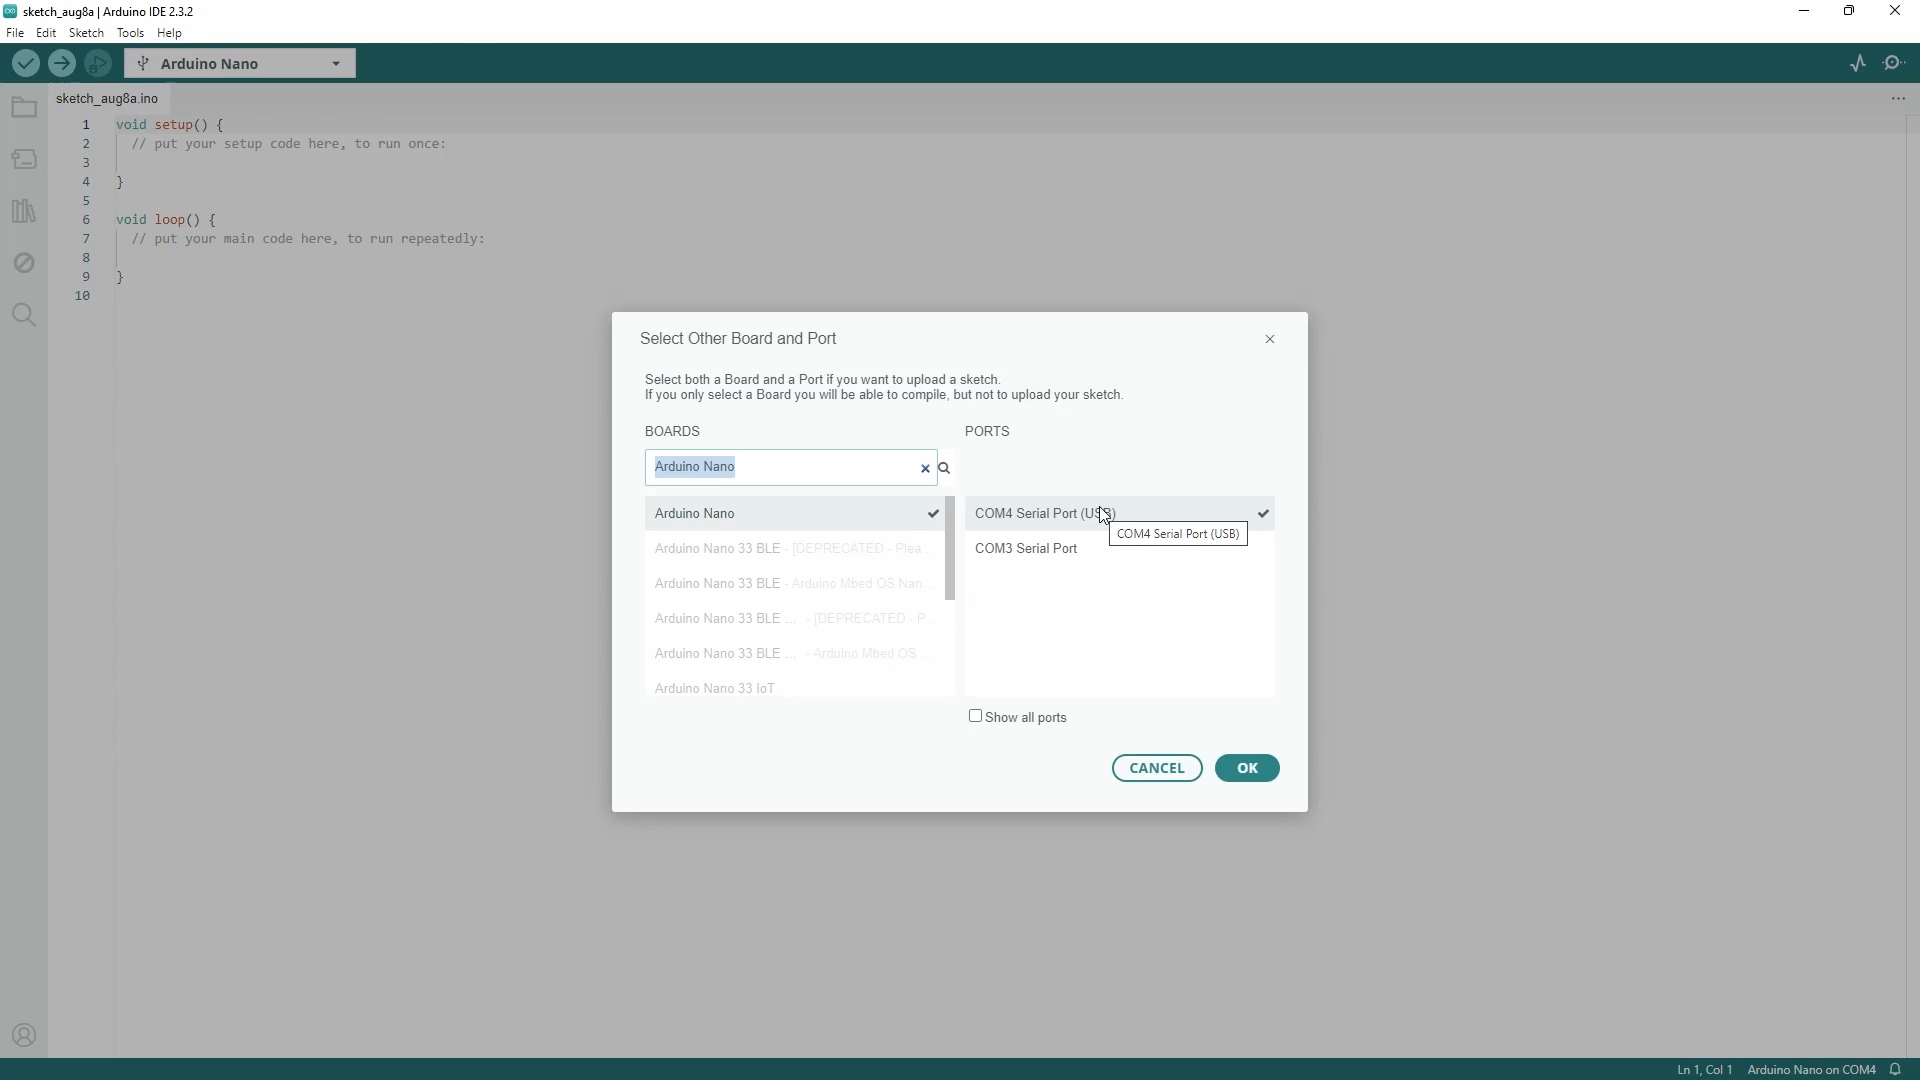 sketch_aug8a | Arduino IDE 2.3.2
File Edit Sketch Tools Help
Arduino Nano
sketch_aug8a.ino
1 void setup() {
2 // put your setup code here, to run once:
3
4 }
5
6 void loop() {
7 // put your main code here, to run repeatedly:
8
9 }
10
Select Other Board and Port
Select both a Board and a Port if you want to upload a sketch.
If you only select a Board you will be able to compile, but not to upload your sketch.
BOARDS
PORTS
Arduino Nano
Arduino Nano
COM4 Serial Port (USB)
COM4 Serial Port (USB)
Arduino Nano 33 BLE - [DEPRECATED - Plea...
COM3 Serial Port
Arduino Nano 33 BLE - Arduino Mbed OS Nan...
Arduino Nano 33 BLE ... - [DEPRECATED - P...
Arduino Nano 33 BLE ... - Arduino Mbed OS...
Arduino Nano 33 IoT
Show all ports
CANCEL
OK
Ln 1, Col 1 Arduino Nano on COM4